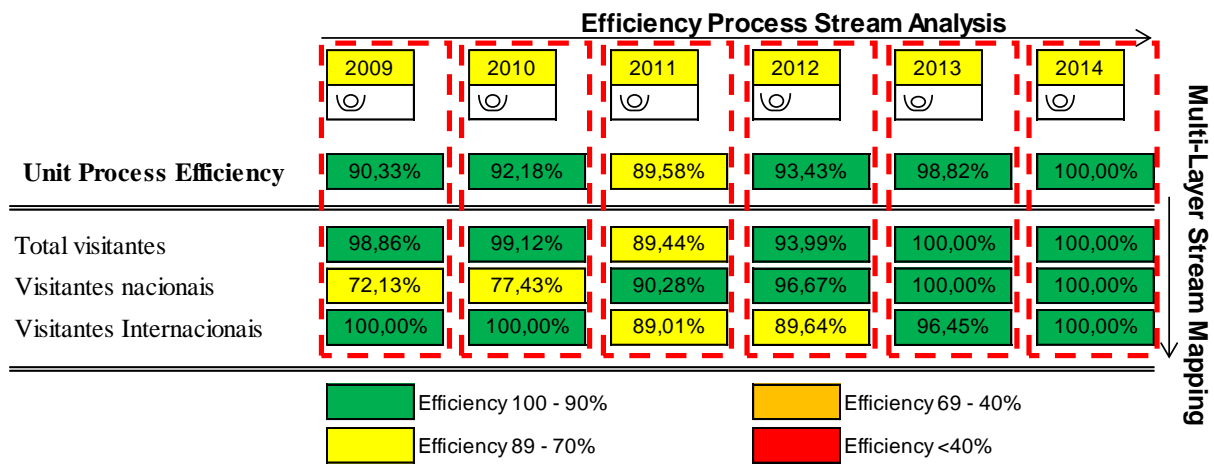 Efficiency Process Stream Analysis
2009 2010 2011 2012 2013 2014
Unit Process Efficiency 90,33% 92,18% 89,58% 93,43% 98,82% 100,00%
Total visitantes 98,86% 99,12% 89,44% 93,99% 100,00% 100,00%
Visitantes nacionais 72,13% 77,43% 90,28% 96,67% 100,00% 100,00%
Visitantes Internacionais 100,00% 100,00% 89,01% 89,64% 96,45% 100,00%
Multi-Layer Stream Mapping
Efficiency 100 - 90% Efficiency 69 - 40%
Efficiency 89 - 70% Efficiency <40%